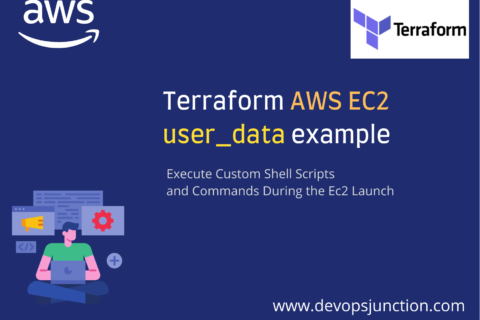 aws
Terraform
Terraform AWS EC2
user_data example
Execute Custom Shell Scripts
and Commands During the Ec2 Launch
</>
www.devopsjunction.com